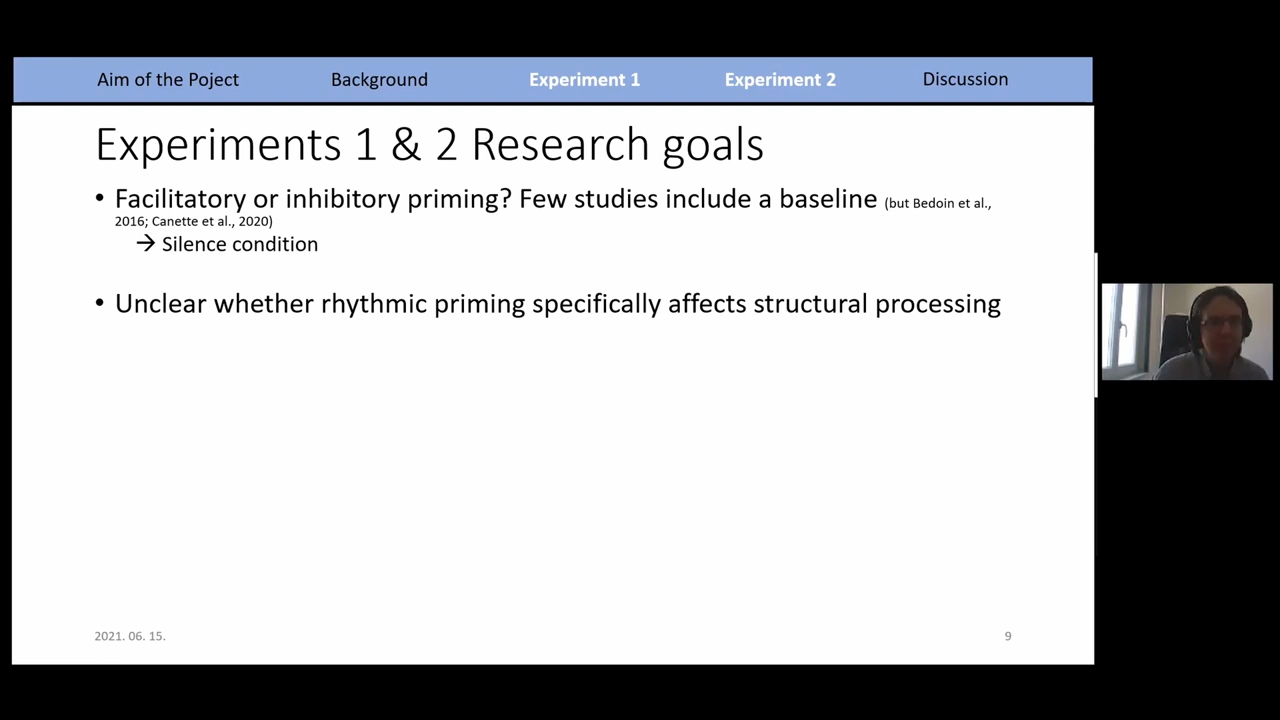 Aim of the Poject Background Experiment 1 Experiment 2 Discussion
Experiments 1 & 2 Research goals
• Facilitatory or inhibitory priming? Few studies include a baseline (but Bedoin et al.,
2016; Canette et al., 2020)
→ Silence condition
• Unclear whether rhythmic priming specifically affects structural processing
2021. 06. 15.
9